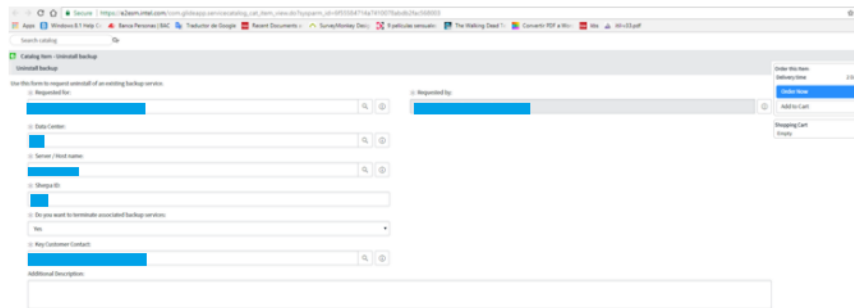 Secure
Apps Windows 8.1 Help C Banca Personas | BAC Traductor de Google Recent Documents SurveyMonkey Desig 8 peliculas sensuales The Walking Dead T Convertir PDF a Wor
Search catalog
Catalog Item - Uninstall backup
Uninstall backup
Use this form to request uninstall of an existing backup service.
Requested for:
Requested by:
Data Center:
Server / Host name:
Sherpa ID:
Do you want to terminate associated backup services:
Yes
Key Customer Contact:
Additional Description:
Order this Item
Delivery time
Order Now
Add to Cart
Shopping Cart
Empty